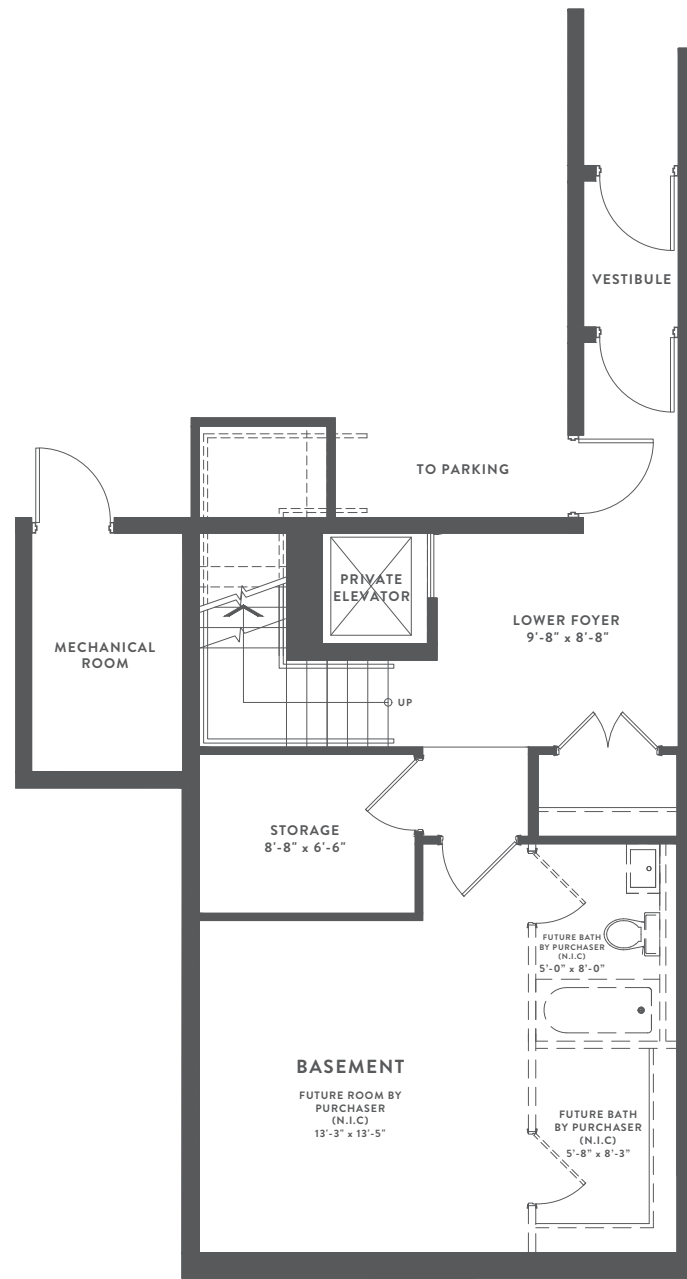 VESTIBULE
TO PARKING
PRIVATE
ELEVATOR
LOWER FOYER
9'-8" x 8'-8"
MECHANICAL
ROOM
UP
STORAGE
8'-8" x 6'-6"
FUTURE BATH
BY PURCHASER
(N.I.C)
5'-0" x 8'-0"
BASEMENT
FUTURE ROOM BY
PURCHASER
(N.I.C)
13'-3" x 13'-5"
FUTURE BATH
BY PURCHASER
(N.I.C)
5'-8" x 8'-3"